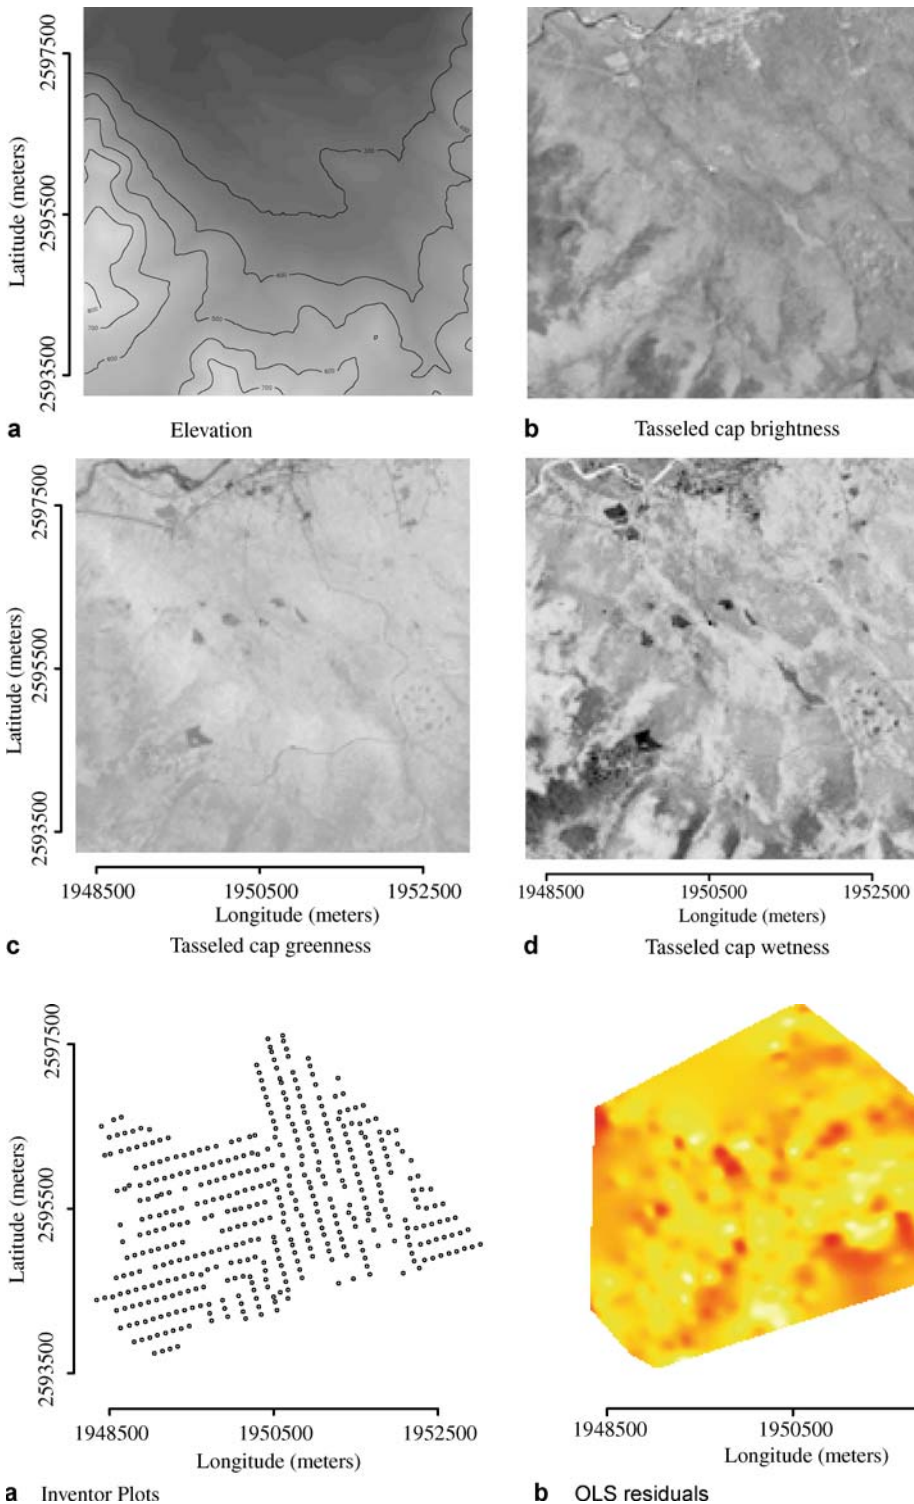 2597500
2595500
2593500
Latitude (meters)
a Elevation
b Tasseled cap brightness
2597500
2595500
2593500
Latitude (meters)
1948500 1950500 1952500
Longitude (meters)
c Tasseled cap greenness
1948500 1950500 1952500
Longitude (meters)
d Tasseled cap wetness
2597500
2595500
2593500
Latitude (meters)
1948500 1950500 1952500
Longitude (meters)
a Inventor Plots
1948500 1950500
Longitude (meters)
b OLS residuals